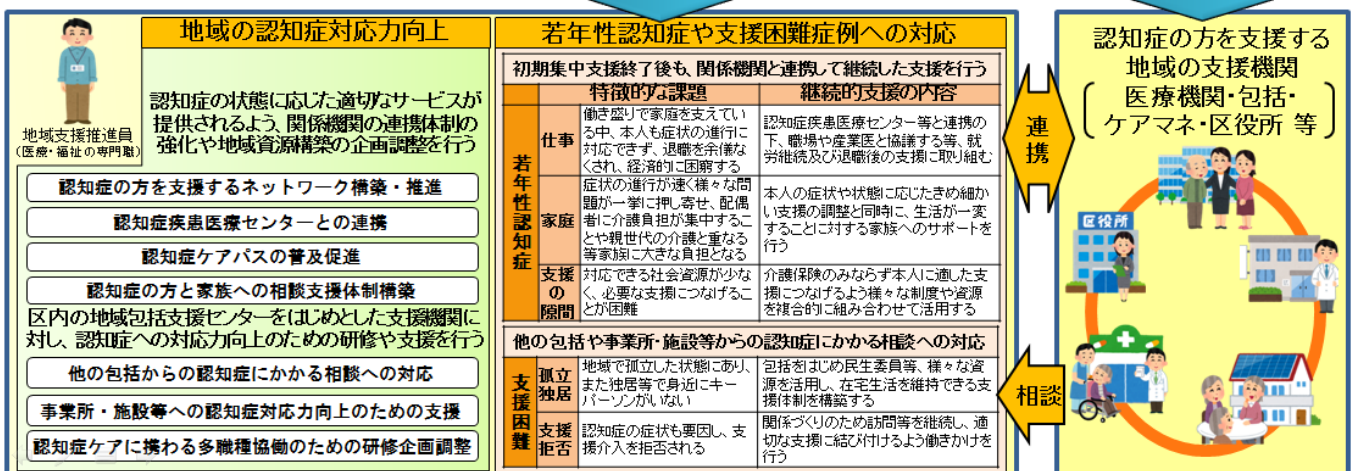 地域の認知症対応力向上
地域支援推進員
(医療・福祉の専門職)
認知症の状態に応じた適切なサービスが
提供されるよう、関係機関の連携体制の
強化や地域資源構築の企画調整を行う
認知症の方を支援するネットワーク構築・推進
認知症疾患医療センターとの連携
認知症ケアパスの普及促進
認知症の方と家族への相談支援体制構築
区内の地域包括支援センターをはじめとした支援機関に
対し、認知症への対応力向上のための研修や支援を行う
他の包括からの認知症にかかる相談への対応
事業所・施設等への認知症対応力向上のための支援
認知症ケアに携わる多職種協働のための研修企画調整
若年性認知症や支援困難症例への対応
初期集中支援終了後も、関係機関と連携して継続した支援を行う
特徴的な課題
継続的支援の内容
若年性認知症
仕事
働き盛りで家庭を支えてい
る中、本人も症状の進行に
対応できず、退職を余儀な
くされ、経済的に困窮する
認知症疾患医療センター等と連携の
下、職場や産業医と協議する等、就
労継続及び退職後の支援に取り組む
家庭
症状の進行が速く様々な問
題が一挙に押し寄せ、配偶
者に介護負担が集中するこ
とや親世代の介護と重なる
等家族に大きな負担となる
本人の症状や状態に応じたきめ細か
い支援の調整と同時に、生活が一変
することに対する家族へのサポートを
行う
支援
の
隙間
対応できる社会資源が少な
く、必要な支援につなげるこ
とが困難
介護保険のみならず本人に適した支
援につなげるよう様々な制度や資源
を複合的に組み合わせて活用する
他の包括や事業所・施設等からの認知症にかかる相談への対応
支援困難
孤立
独居
地域で孤立した状態にあり、
また独居等で身近にキー
パーソンがいない
包括をはじめ民生委員等、様々な資
源を活用し、在宅生活を維持できる支
援体制を構築する
支援
拒否
認知症の症状も要因し、支
援介入を拒否される
関係づくりのため訪問等を継続し、適
切な支援に結び付けるよう働きかけを
行う
連携
相談
認知症の方を支援する
地域の支援機関
医療機関・包括・
ケアマネ・区役所 等
区役所